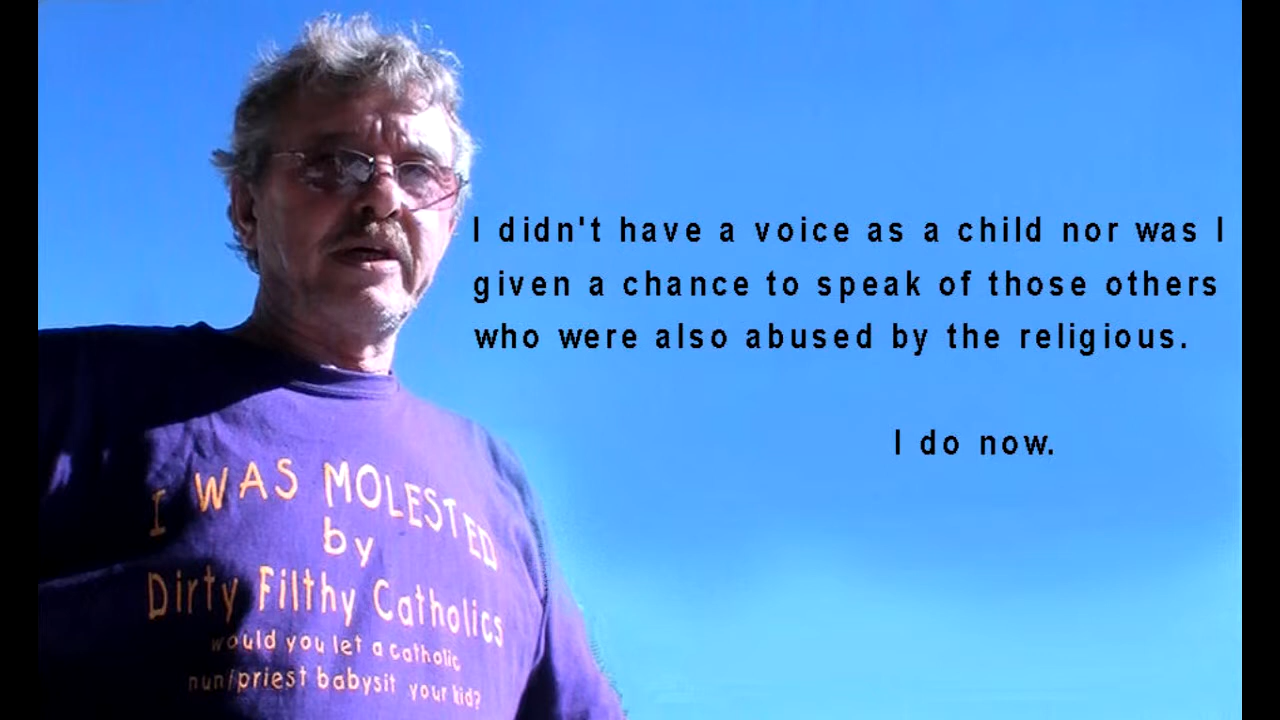 I didn't have a voice as a child nor was I
given a chance to speak of those others
who were also abused by the religious.
I do now.
I WAS MOLESTED
by
Dirty Filthy Catholics
would you let a catholic
nun/priest babysit your kid?